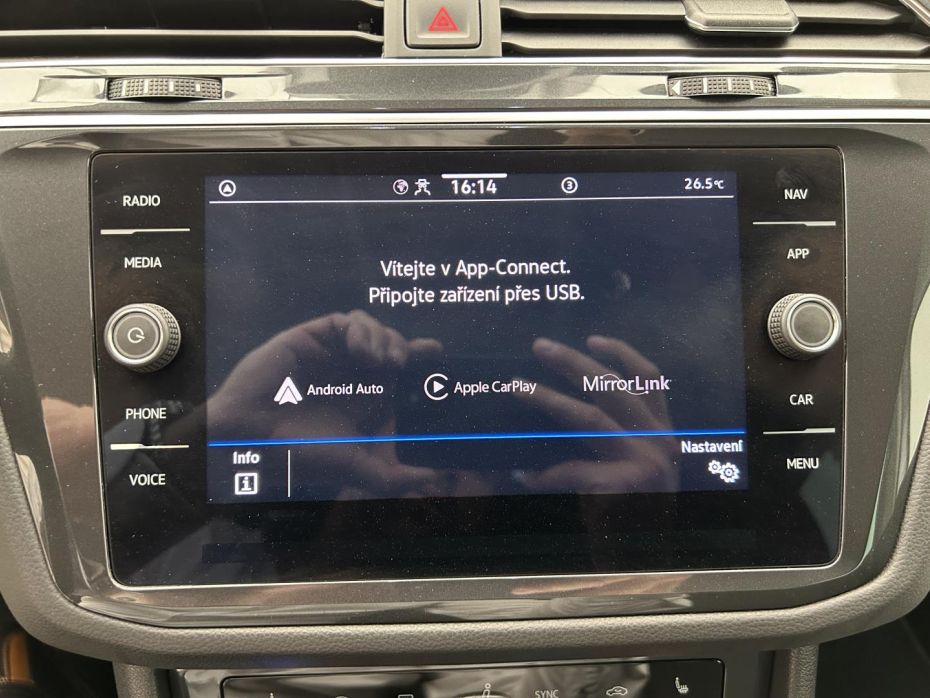 16:14
3
26.5°C
RADIO
NAV
MEDIA
APP
Vítejte v App-Connect.
Připojte zařízení přes USB.
Android Auto
Apple CarPlay
MirrorLink
PHONE
CAR
VOICE
MENU
Info
Nastavení
SYNC